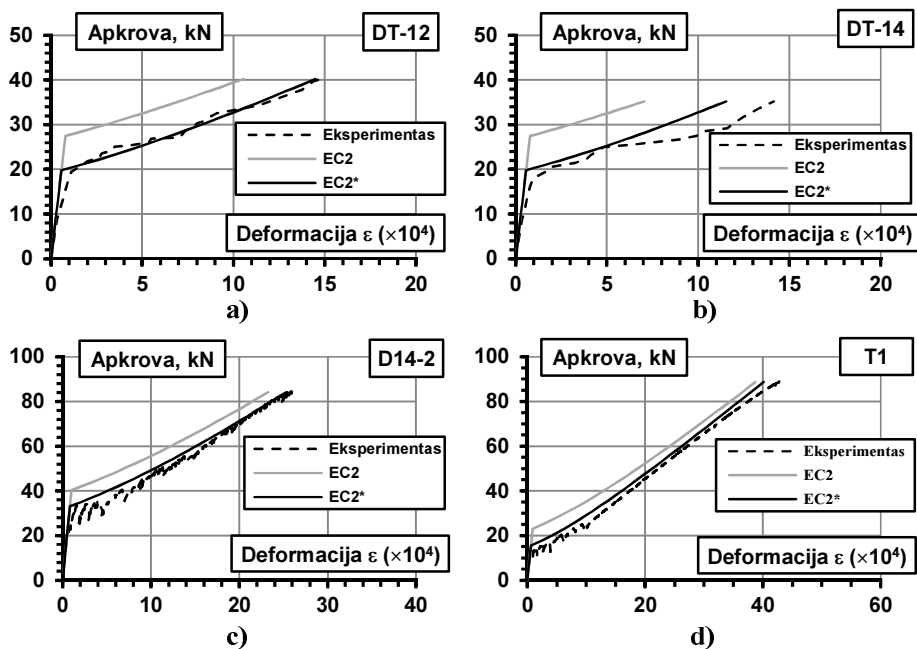 Apkrova, kN
DT-12
50
40
30
20
10
0
Eksperimentas
EC2
EC2*
Deformacija ε (×10⁴)
0 5 10 15 20
a)
Apkrova, kN
DT-14
50
40
30
20
10
0
Eksperimentas
EC2
EC2*
Deformacija ε (×10⁴)
0 5 10 15 20
b)
Apkrova, kN
D14-2
100
80
60
40
20
0
Eksperimentas
EC2
EC2*
Deformacija ε (×10⁴)
0 10 20 30 40
c)
Apkrova, kN
T1
100
80
60
40
20
0
Eksperimentas
EC2
EC2*
Deformacija ε (×10⁴)
0 20 40 60
d)